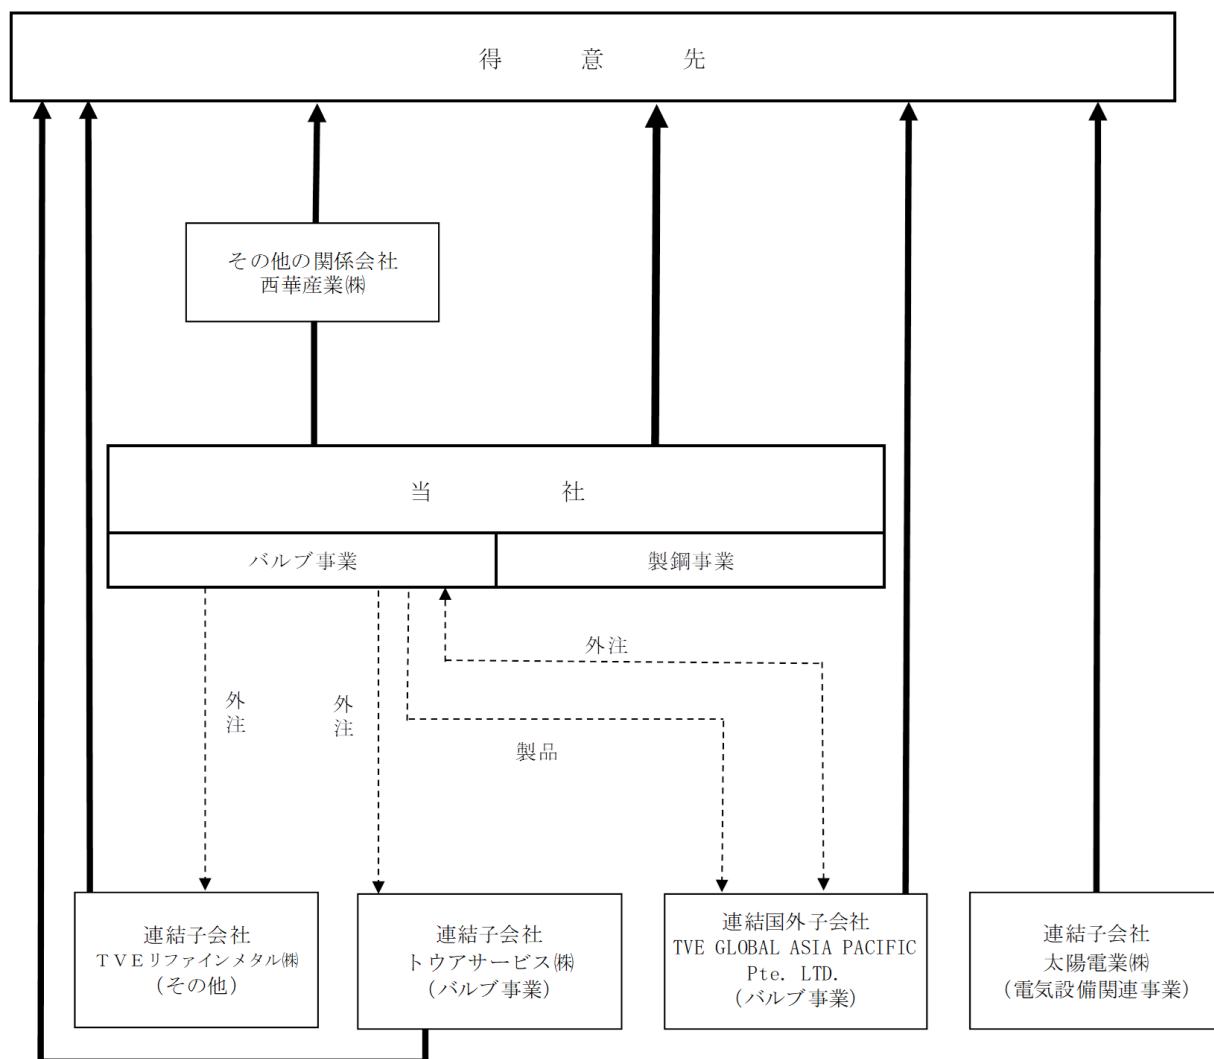 得意先
その他の関係会社
西華産業㈱
当社
バルブ事業
製鋼事業
外注
外注
外注
製品
連結子会社
ＴＶＥリファインメタル㈱
（その他）
連結子会社
トウアサービス㈱
（バルブ事業）
連結国外子会社
TVE GLOBAL ASIA PACIFIC
Pte. LTD.
（バルブ事業）
連結子会社
太陽電業㈱
（電気設備関連事業）